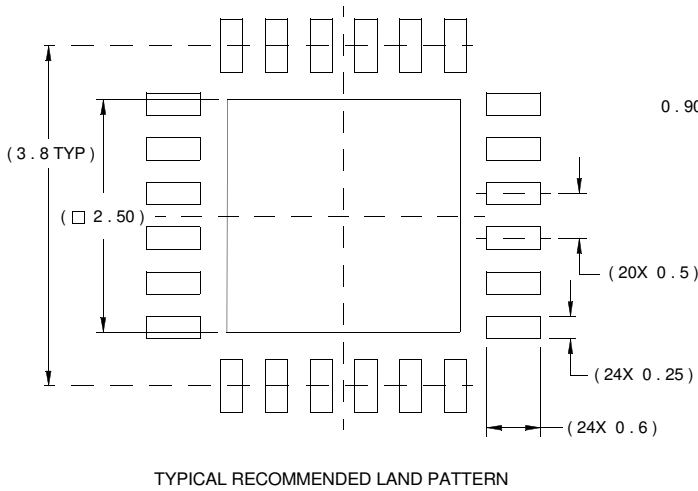 0.90
(3.8 TYP)
(□ 2.50)
(20X 0.5)
(24X 0.25)
(24X 0.6)
TYPICAL RECOMMENDED LAND PATTERN